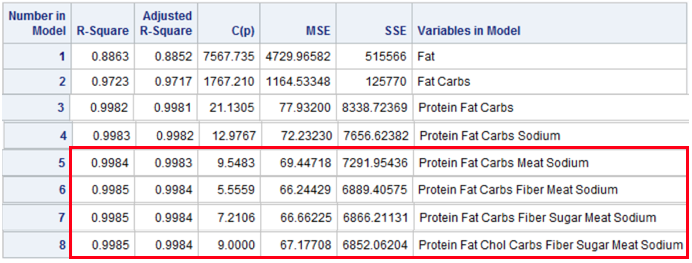 Number in Model R-Square Adjusted R-Square C(p) MSE SSE Variables in Model
1 0.8863 0.8852 7567.735 4729.96582 515566 Fat
2 0.9723 0.9717 1767.210 1164.53348 125770 Fat Carbs
3 0.9982 0.9981 21.1305 77.93200 8338.72369 Protein Fat Carbs
4 0.9983 0.9982 12.9767 72.23230 7656.62382 Protein Fat Carbs Sodium
5 0.9984 0.9983 9.5483 69.44718 7291.95436 Protein Fat Carbs Meat Sodium
6 0.9985 0.9984 5.5559 66.24429 6889.40575 Protein Fat Carbs Fiber Meat Sodium
7 0.9985 0.9984 7.2106 66.66225 6866.21131 Protein Fat Carbs Fiber Sugar Meat Sodium
8 0.9985 0.9984 9.0000 67.17708 6852.06204 Protein Fat Chol Carbs Fiber Sugar Meat Sodium